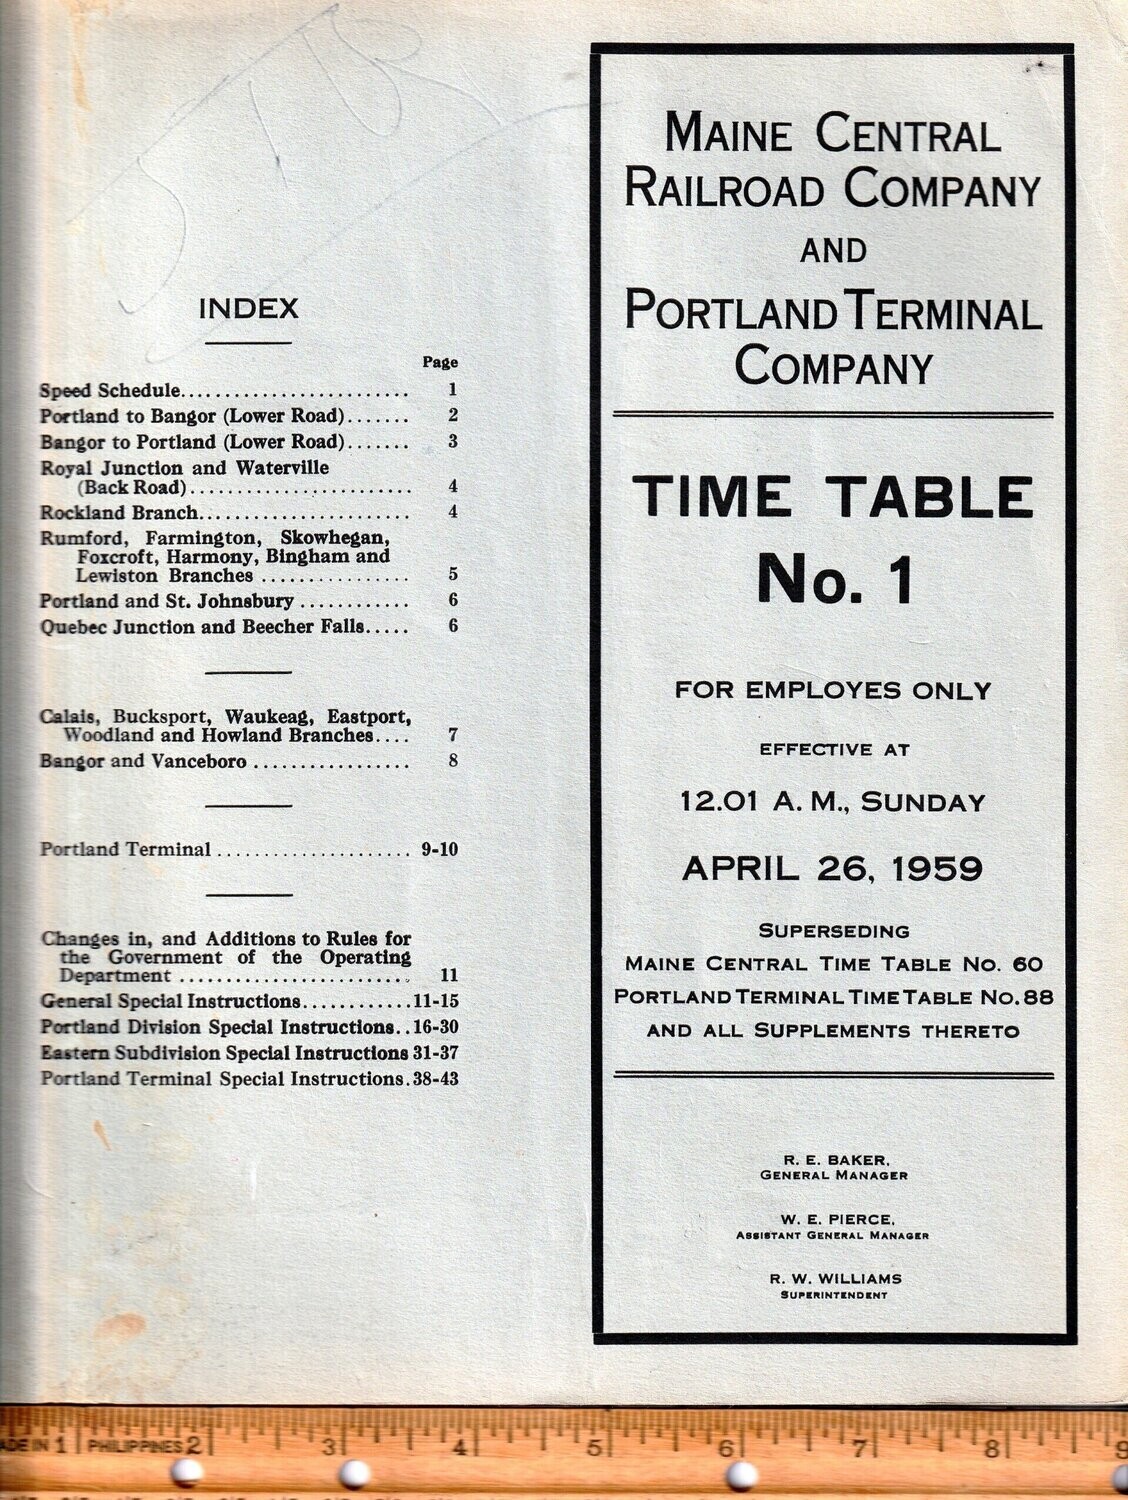 INDEX
Page
Speed Schedule......................... 1
Portland to Bangor (Lower Road)....... 2
Bangor to Portland (Lower Road)....... 3
Royal Junction and Waterville
(Back Road)........................ 4
Rockland Branch....................... 4
Rumford, Farmington, Skowhegan,
Foxcroft, Harmony, Bingham and
Lewiston Branches ................ 5
Portland and St. Johnsbury ............ 6
Quebec Junction and Beecher Falls..... 6
Calais, Bucksport, Waukeag, Eastport,
Woodland and Howland Branches.... 7
Bangor and Vanceboro ................. 8
Portland Terminal ..................... 9-10
Changes in, and Additions to Rules for
the Government of the Operating
Department ......................... 11
General Special Instructions............11-15
Portland Division Special Instructions..16-30
Eastern Subdivision Special Instructions 31-37
Portland Terminal Special Instructions.38-43
MAINE CENTRAL
RAILROAD COMPANY
AND
PORTLAND TERMINAL
COMPANY
TIME TABLE
No. 1
FOR EMPLOYES ONLY
EFFECTIVE AT
12.01 A. M., SUNDAY
APRIL 26, 1959
SUPERSEDING
MAINE CENTRAL TIME TABLE NO. 60
PORTLAND TERMINAL TIME TABLE NO. 88
AND ALL SUPPLEMENTS THERETO
R. E. BAKER,
GENERAL MANAGER
W. E. PIERCE,
ASSISTANT GENERAL MANAGER
R. W. WILLIAMS
SUPERINTENDENT
IN 1 PHILIPPINES 2 3 4 5 6 7 8 9